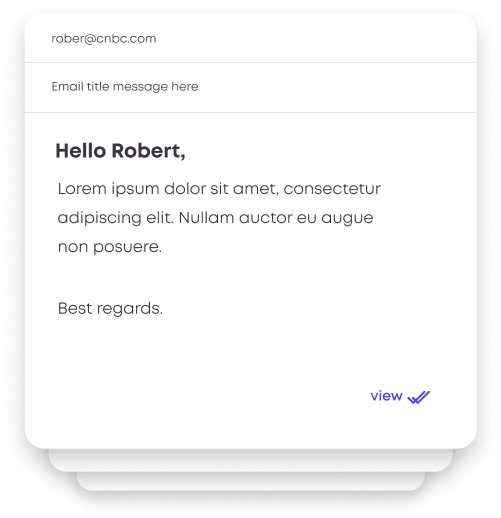 rober@cnbc.com
Email title message here
Hello Robert,
Lorem ipsum dolor sit amet, consectetur
adipiscing elit. Nullam auctor eu augue
non posuere.
Best regards.
view